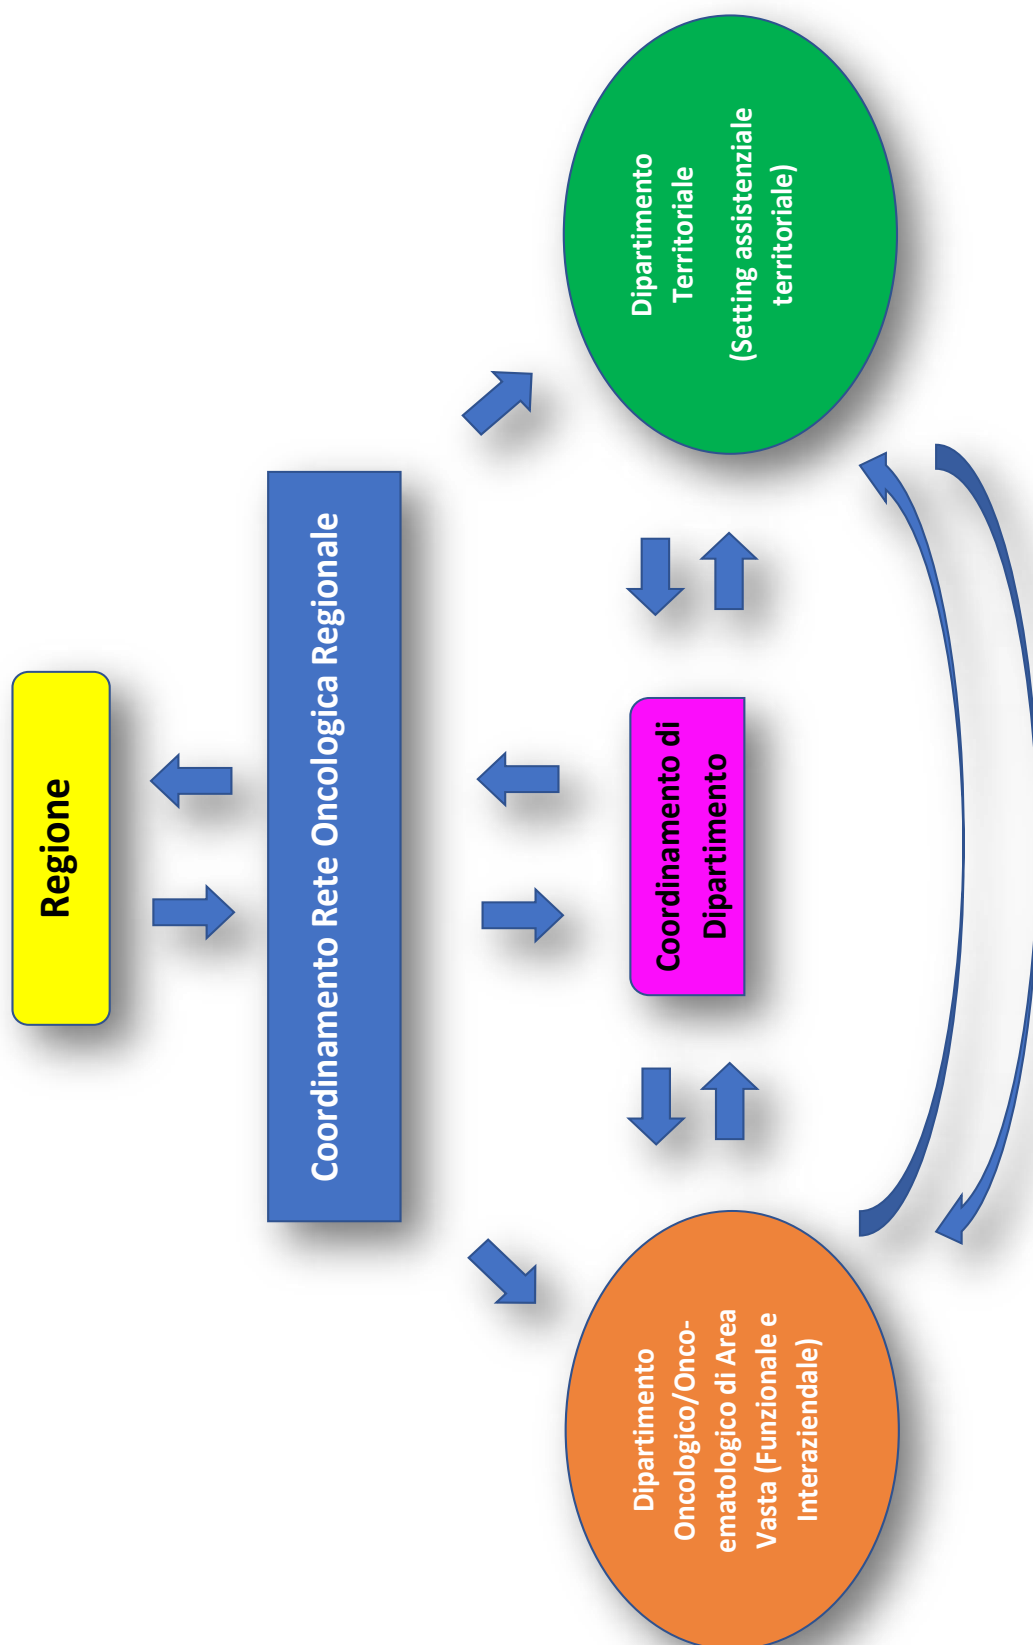 Regione
Coordinamento Rete Oncologica Regionale
Dipartimento
Oncologico/Onco-
ematologico di Area
Vasta (Funzionale e
Interaziendale)
Coordinamento di
Dipartimento
Dipartimento
Territoriale
(Setting assistenziale
territoriale)